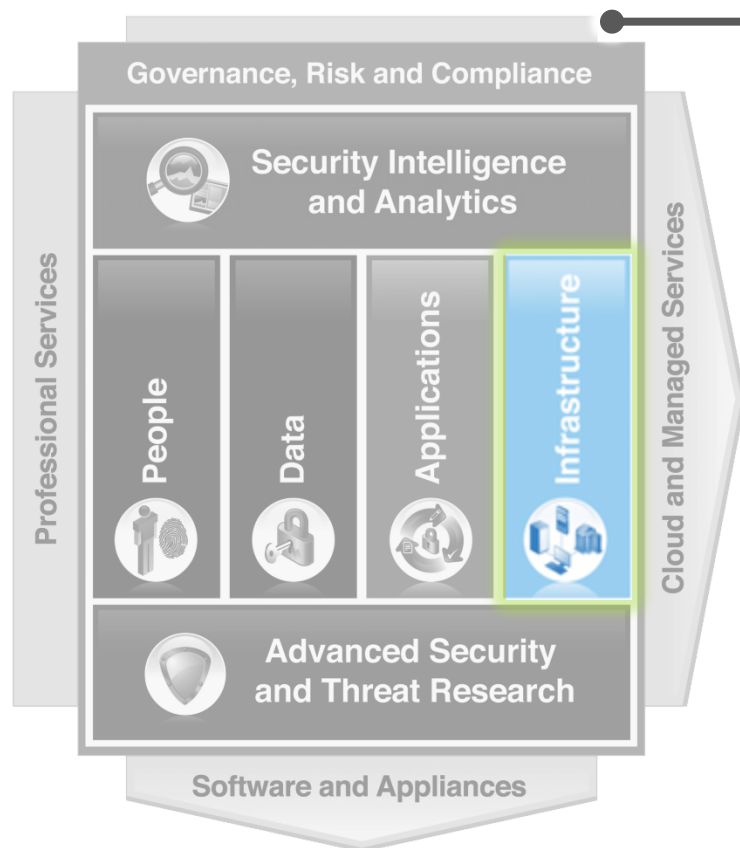 Governance, Risk and Compliance
Security Intelligence
and Analytics
Professional Services
People
Data
Applications
Infrastructure
Cloud and Managed Services
Advanced Security
and Threat Research
Software and Appliances